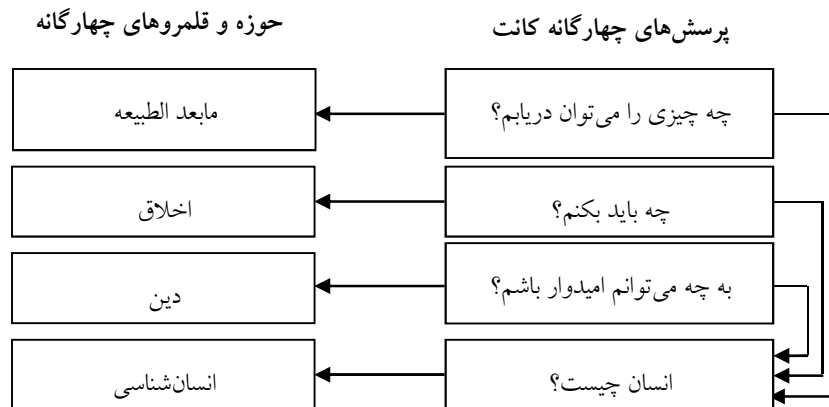 پرسش‌های چهارگانه کانت
حوزه و قلمروهای چهارگانه
چه چیزی را می‌توان دریابم؟
مابعد الطبیعه
چه باید بکنم؟
اخلاق
به چه می‌توانم امیدوار باشم؟
دین
انسان چیست؟
انسان‌شناسی